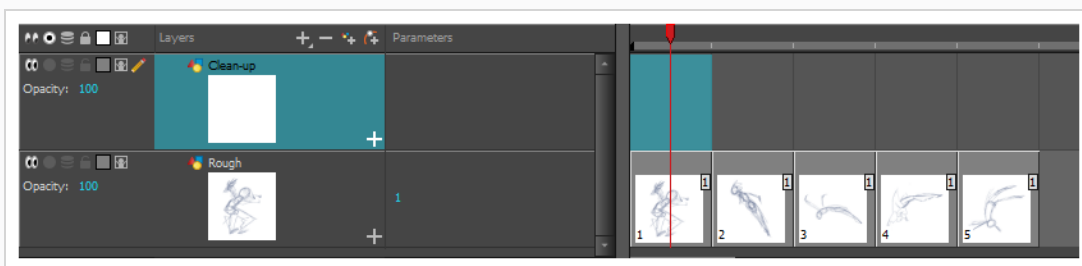 Layers Parameters
Clean-up
Opacity: 100
Rough
Opacity: 100
1
1 1 1 1 1
1 2 3 4 5